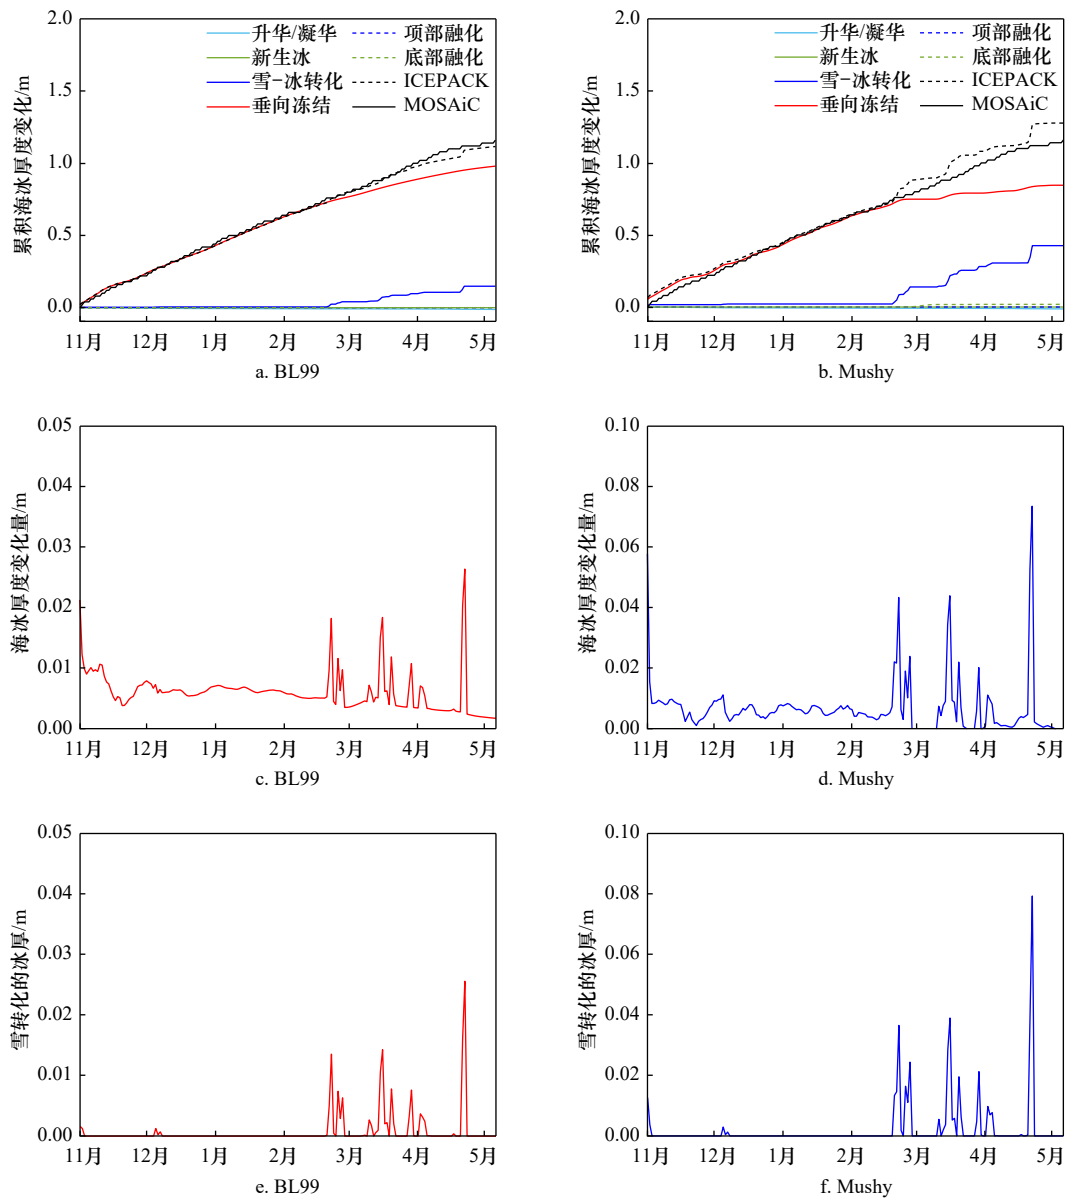 累积海冰厚度变化/m
2.0
1.5
1.0
0.5
0.0
升华/凝华
新生冰
雪-冰转化
垂向冻结
项部融化
底部融化
ICEPACK
MOSAiC
11月 12月 1月 2月 3月 4月 5月
a. BL99
累积海冰厚度变化/m
2.0
1.5
1.0
0.5
0.0
升华/凝华
新生冰
雪-冰转化
垂向冻结
项部融化
底部融化
ICEPACK
MOSAiC
11月 12月 1月 2月 3月 4月 5月
b. Mushy
海冰厚度变化量/m
0.05
0.04
0.03
0.02
0.01
0.00
11月 12月 1月 2月 3月 4月 5月
c. BL99
海冰厚度变化量/m
0.10
0.08
0.06
0.04
0.02
0.00
11月 12月 1月 2月 3月 4月 5月
d. Mushy
雪转化的冰厚/m
0.05
0.04
0.03
0.02
0.01
0.00
11月 12月 1月 2月 3月 4月 5月
e. BL99
雪转化的冰厚/m
0.10
0.08
0.06
0.04
0.02
0.00
11月 12月 1月 2月 3月 4月 5月
f. Mushy